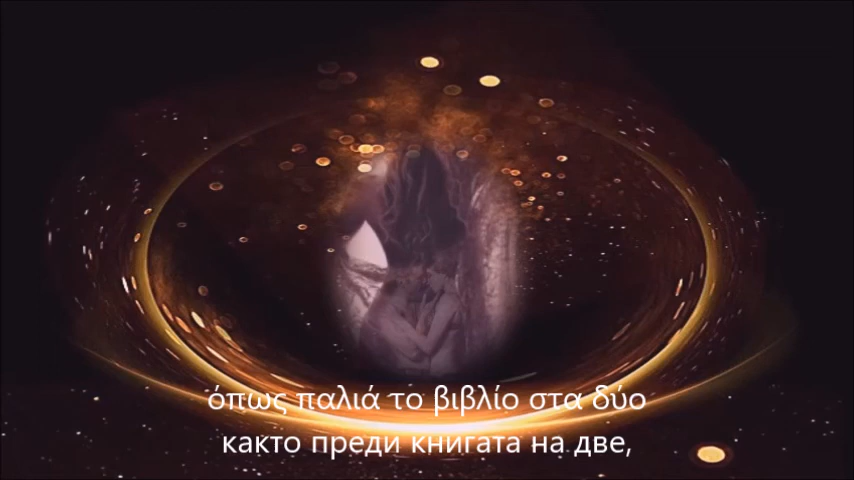 όπως παλιά το βιβλίο στα δύο
както преди книгата на две,